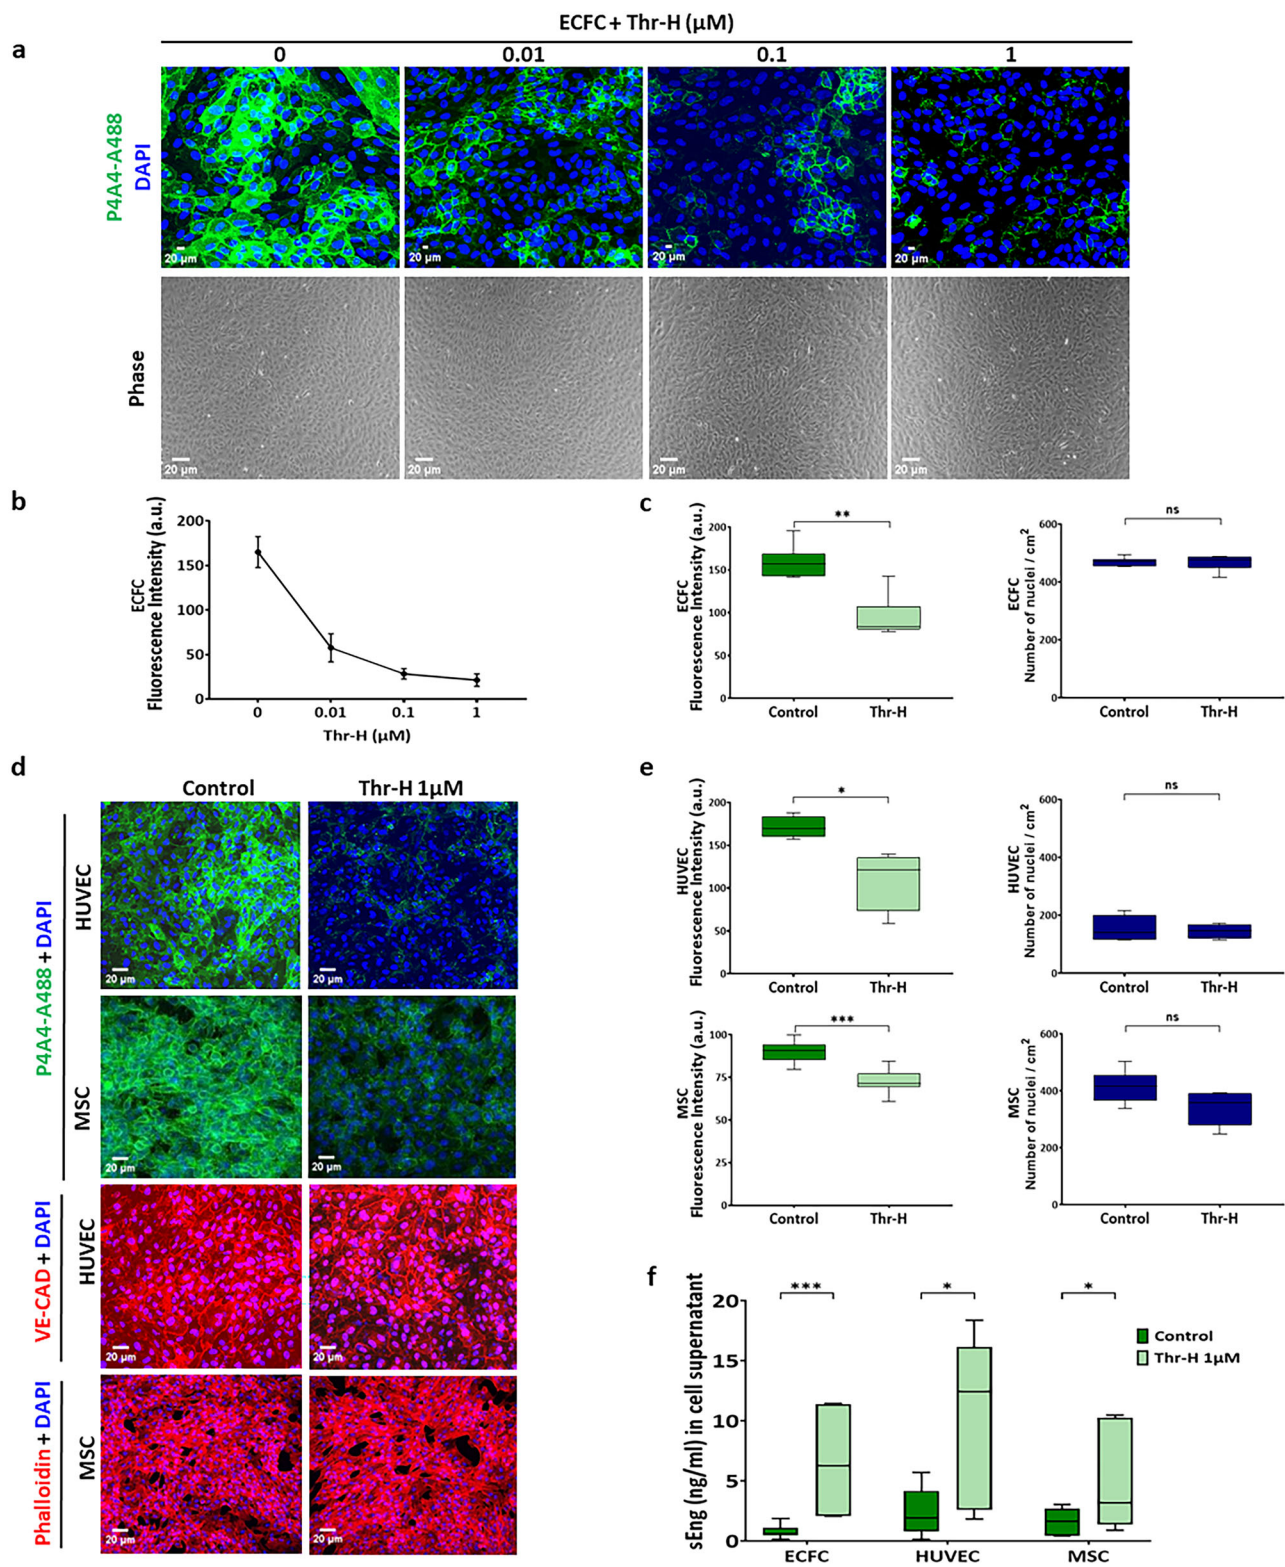 ECFC + Thr-H (µM)
a
0 0.01 0.1 1
P4A4-A488
DAPI
20 µm 20 µm 20 µm 20 µm
Phase
20 µm 20 µm 20 µm 20 µm
b
ECFC
Fluorescence Intensity (a.u.)
200
150
100
50
0
0 0.01 0.1 1
Thr-H (µM)
c
ECFC
Fluorescence Intensity (a.u.)
**
200
150
100
50
0
Control Thr-H
ECFC
Number of nuclei / cm²
ns
600
400
200
0
Control Thr-H
d
Control Thr-H 1µM
P4A4-A488 + DAPI
HUVEC
20 µm 20 µm
MSC
20 µm 20 µm
VE-CAD + DAPI
HUVEC
20 µm 20 µm
Phalloidin + DAPI
MSC
20 µm 20 µm
e
HUVEC
Fluorescence Intensity (a.u.)
*
200
150
100
50
0
Control Thr-H
HUVEC
Number of nuclei / cm²
ns
600
400
200
0
Control Thr-H
MSC
Fluorescence Intensity (a.u.)
***
100
75
50
25
0
Control Thr-H
MSC
Number of nuclei / cm²
ns
600
400
200
0
Control Thr-H
f
sEng (ng/ml) in cell supernatant
*** * *
20
15
10
5
0
Control
Thr-H 1µM
ECFC HUVEC MSC